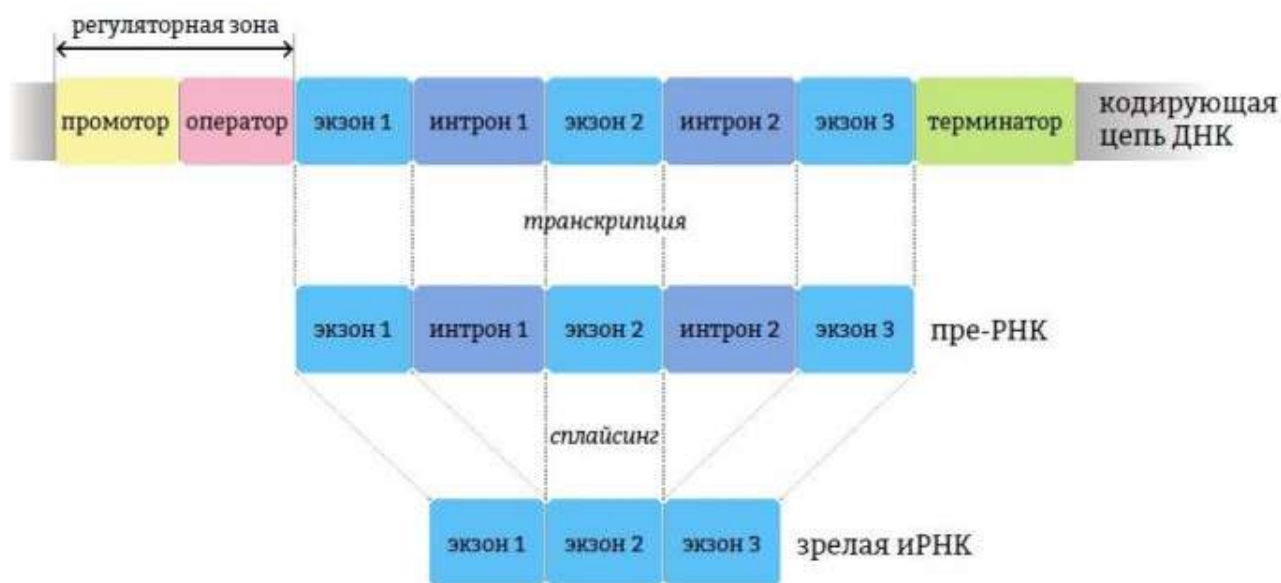 регуляторная зона
промотор оператор экзон 1 интрон 1 экзон 2 интрон 2 экзон 3 терминатор кодирующая
цепь ДНК
транскрипция
экзон 1 интрон 1 экзон 2 интрон 2 экзон 3 пре-РНК
сплайсинг
экзон 1 экзон 2 экзон 3 зрелая иРНК